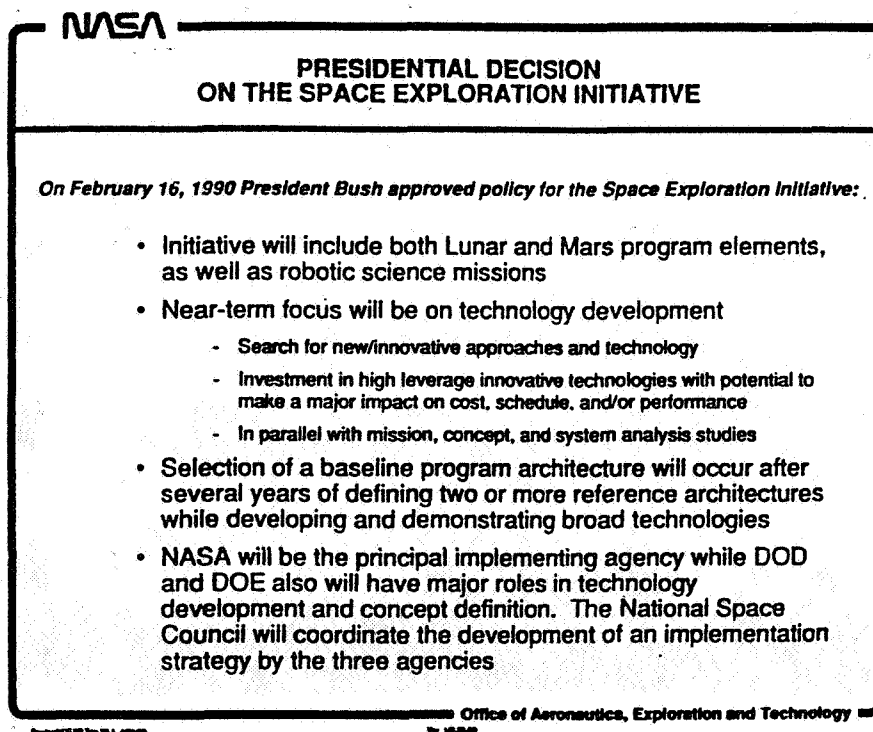 NASA
PRESIDENTIAL DECISION
ON THE SPACE EXPLORATION INITIATIVE
On February 16, 1990 President Bush approved policy for the Space Exploration Initiative:
• Initiative will include both Lunar and Mars program elements,
as well as robotic science missions
• Near-term focus will be on technology development
- Search for new/innovative approaches and technology
- Investment in high leverage innovative technologies with potential to
make a major impact on cost, schedule, and/or performance
- In parallel with mission, concept, and system analysis studies
• Selection of a baseline program architecture will occur after
several years of defining two or more reference architectures
while developing and demonstrating broad technologies
• NASA will be the principal implementing agency while DOD
and DOE also will have major roles in technology
development and concept definition. The National Space
Council will coordinate the development of an implementation
strategy by the three agencies
Office of Aeronautics, Exploration and Technology